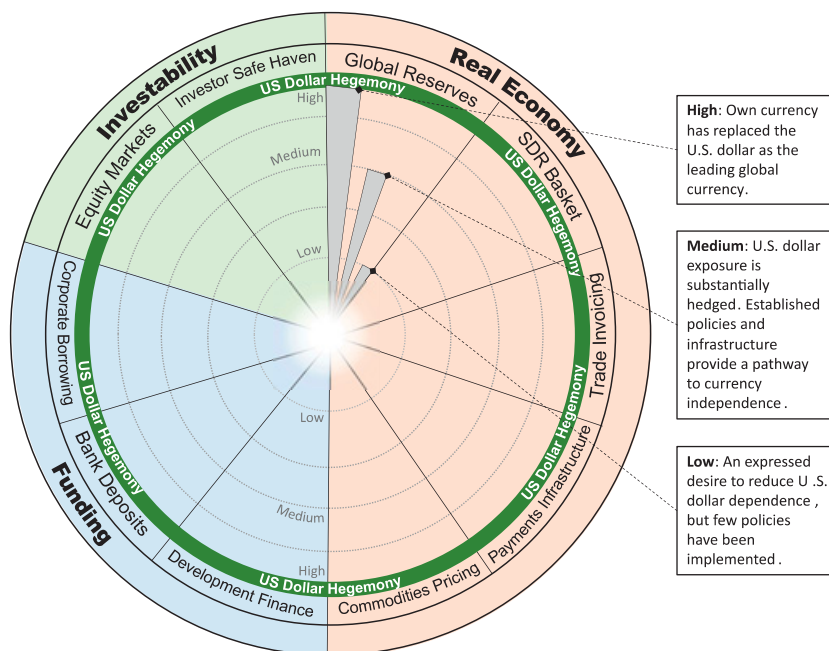 Investability
Real Economy
Funding
Investor Safe Haven
Global Reserves
Equity Markets
SDR Basket
Trade Invoicing
Payments Infrastructure
Commodities Pricing
Development Finance
Bank Deposits
Corporate Borrowing
US Dollar Hegemony
US Dollar Hegemony
US Dollar Hegemony
US Dollar Hegemony
US Dollar Hegemony
US Dollar Hegemony
US Dollar Hegemony
High
Medium
Low
Low
Medium
High
High: Own currency
has replaced the
U.S. dollar as the
leading global
currency.
Medium: U.S. dollar
exposure is
substantially
hedged. Established
policies and
infrastructure
provide a pathway
to currency
independence .
Low: An expressed
desire to reduce U .S.
dollar dependence ,
but few policies
have been
implemented .